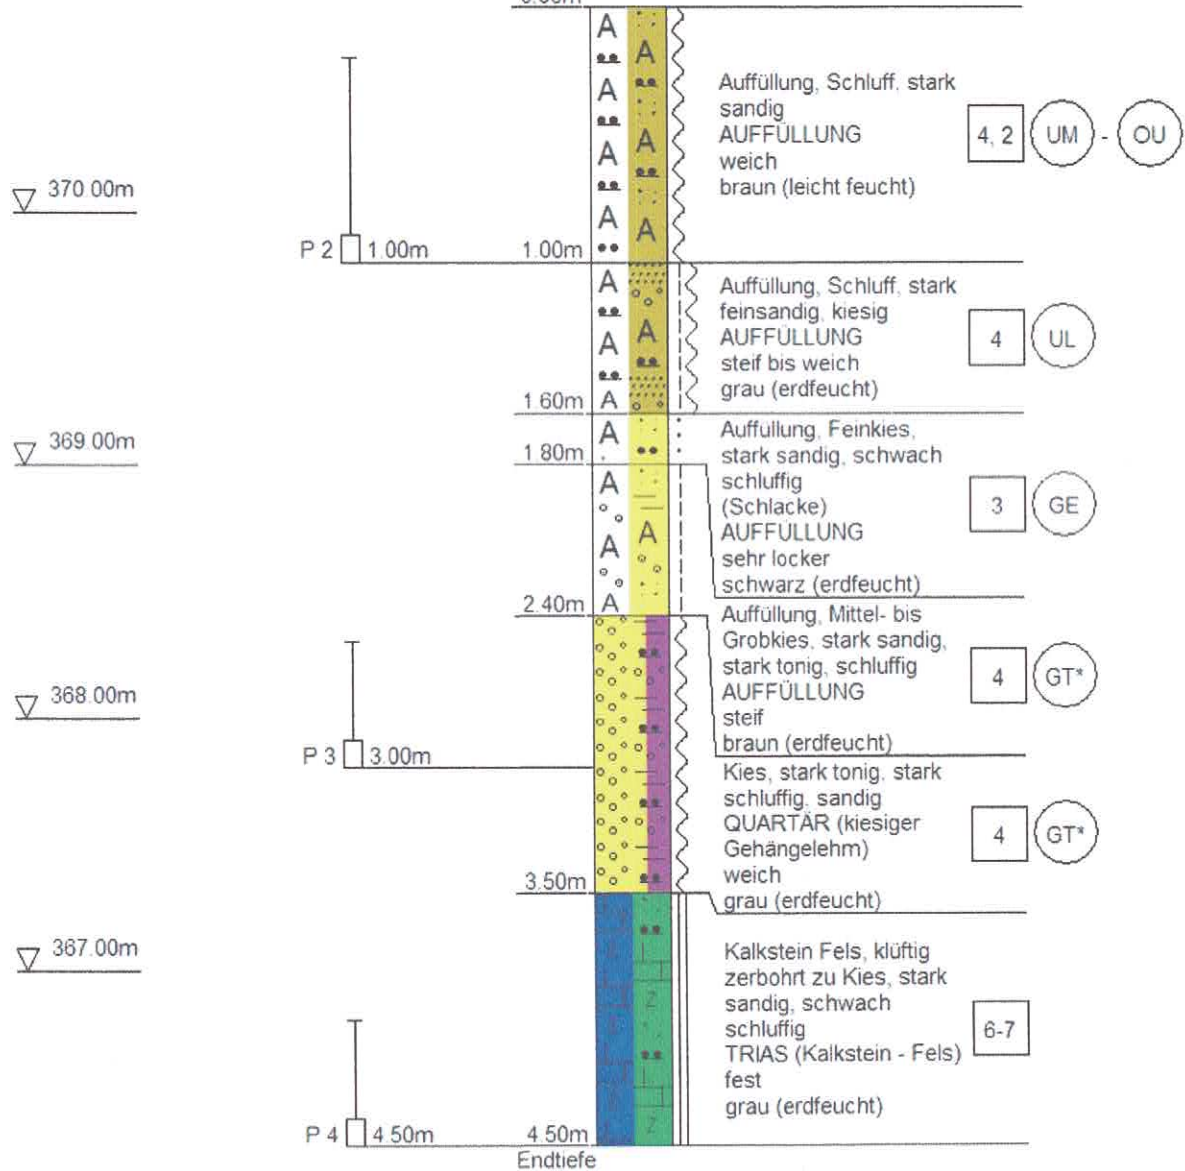 A
A
Auffüllung, Schluff, stark
sandig
AUFFÜLLUNG
weich
braun (leicht feucht)
4, 2 UM - OU
A
A
A
370 00m
A
A
P 2 1.00m 1.00m
A
A
A
Auffüllung, Schluff, stark
feinsandig, kiesig
AUFFÜLLUNG
steif bis weich
grau (erdfeucht)
4 UL
1 60m A
369 00m
A
1.80m
A
A
A
Auffüllung, Feinkies,
stark sandig, schwach
schluffig
(Schlacke)
AUFFÜLLUNG
sehr locker
schwarz (erdfeucht)
3 GE
2.40m A
Auffüllung, Mittel- bis
Grobkies, stark sandig,
stark tonig, schluffig
AUFFÜLLUNG
steif
braun (erdfeucht)
4 GT*
368.00m
P 3 3.00m
Kies, stark tonig, stark
schluffig, sandig
QUARTÄR (kiesiger
Gehängelehm)
weich
grau (erdfeucht)
4 GT*
3.50m
367.00m
Z
Kalkstein Fels, klüftig
zerbohrt zu Kies, stark
sandig, schwach
schluffig
TRIAS (Kalkstein - Fels)
fest
grau (erdfeucht)
6-7
Z
P 4 4 50m 4 50m
Endtiefe